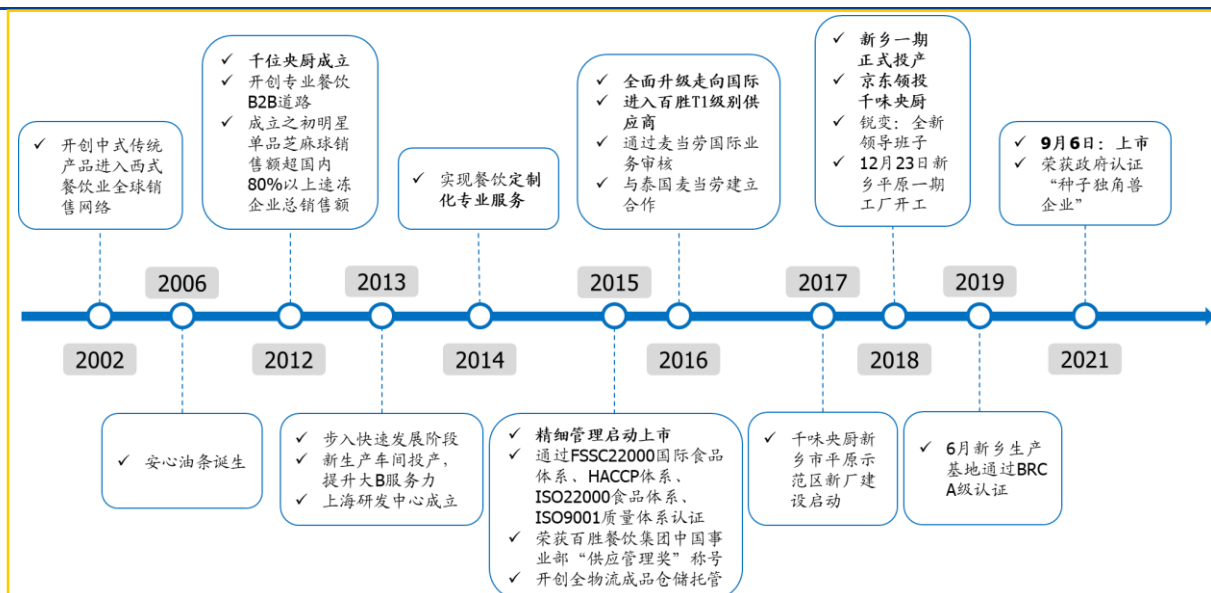 开创中式传统
产品进入西式
餐饮业全球销
售网络
千位央厨成立
开创专业餐饮
B2B道路
成立之初明星
单品芝麻球销
售额超国内
80%以上速冻
企业总销售额
实现餐饮定制
化专业服务
全面升级走向国际
进入百胜T1级别供
应商
通过麦当劳国际业
务审核
与泰国麦当劳建立
合作
新乡一期
正式投产
京东领投
千味央厨
锐变：全新
领导班子
12月23日新
乡平原一期
工厂开工
9月6日：上市
荣获政府认证
“种子独角兽
企业”
2006
2013
2015
2017
2019
2002
2012
2014
2016
2018
2021
安心油条诞生
步入快速发展阶段
新生产车间投产，
提升大B服务力
上海研发中心成立
精细管理启动上市
通过FSSC22000国际食品
体系、HACCP体系、
ISO22000食品体系、
ISO9001质量体系认证
荣获百胜餐饮集团中国事
业部“供应管理奖”称号
开创全物流成品仓储托管
千味央厨新
乡市平原示
范区新厂建
设启动
6月新乡生产
基地通过BRC
A级认证